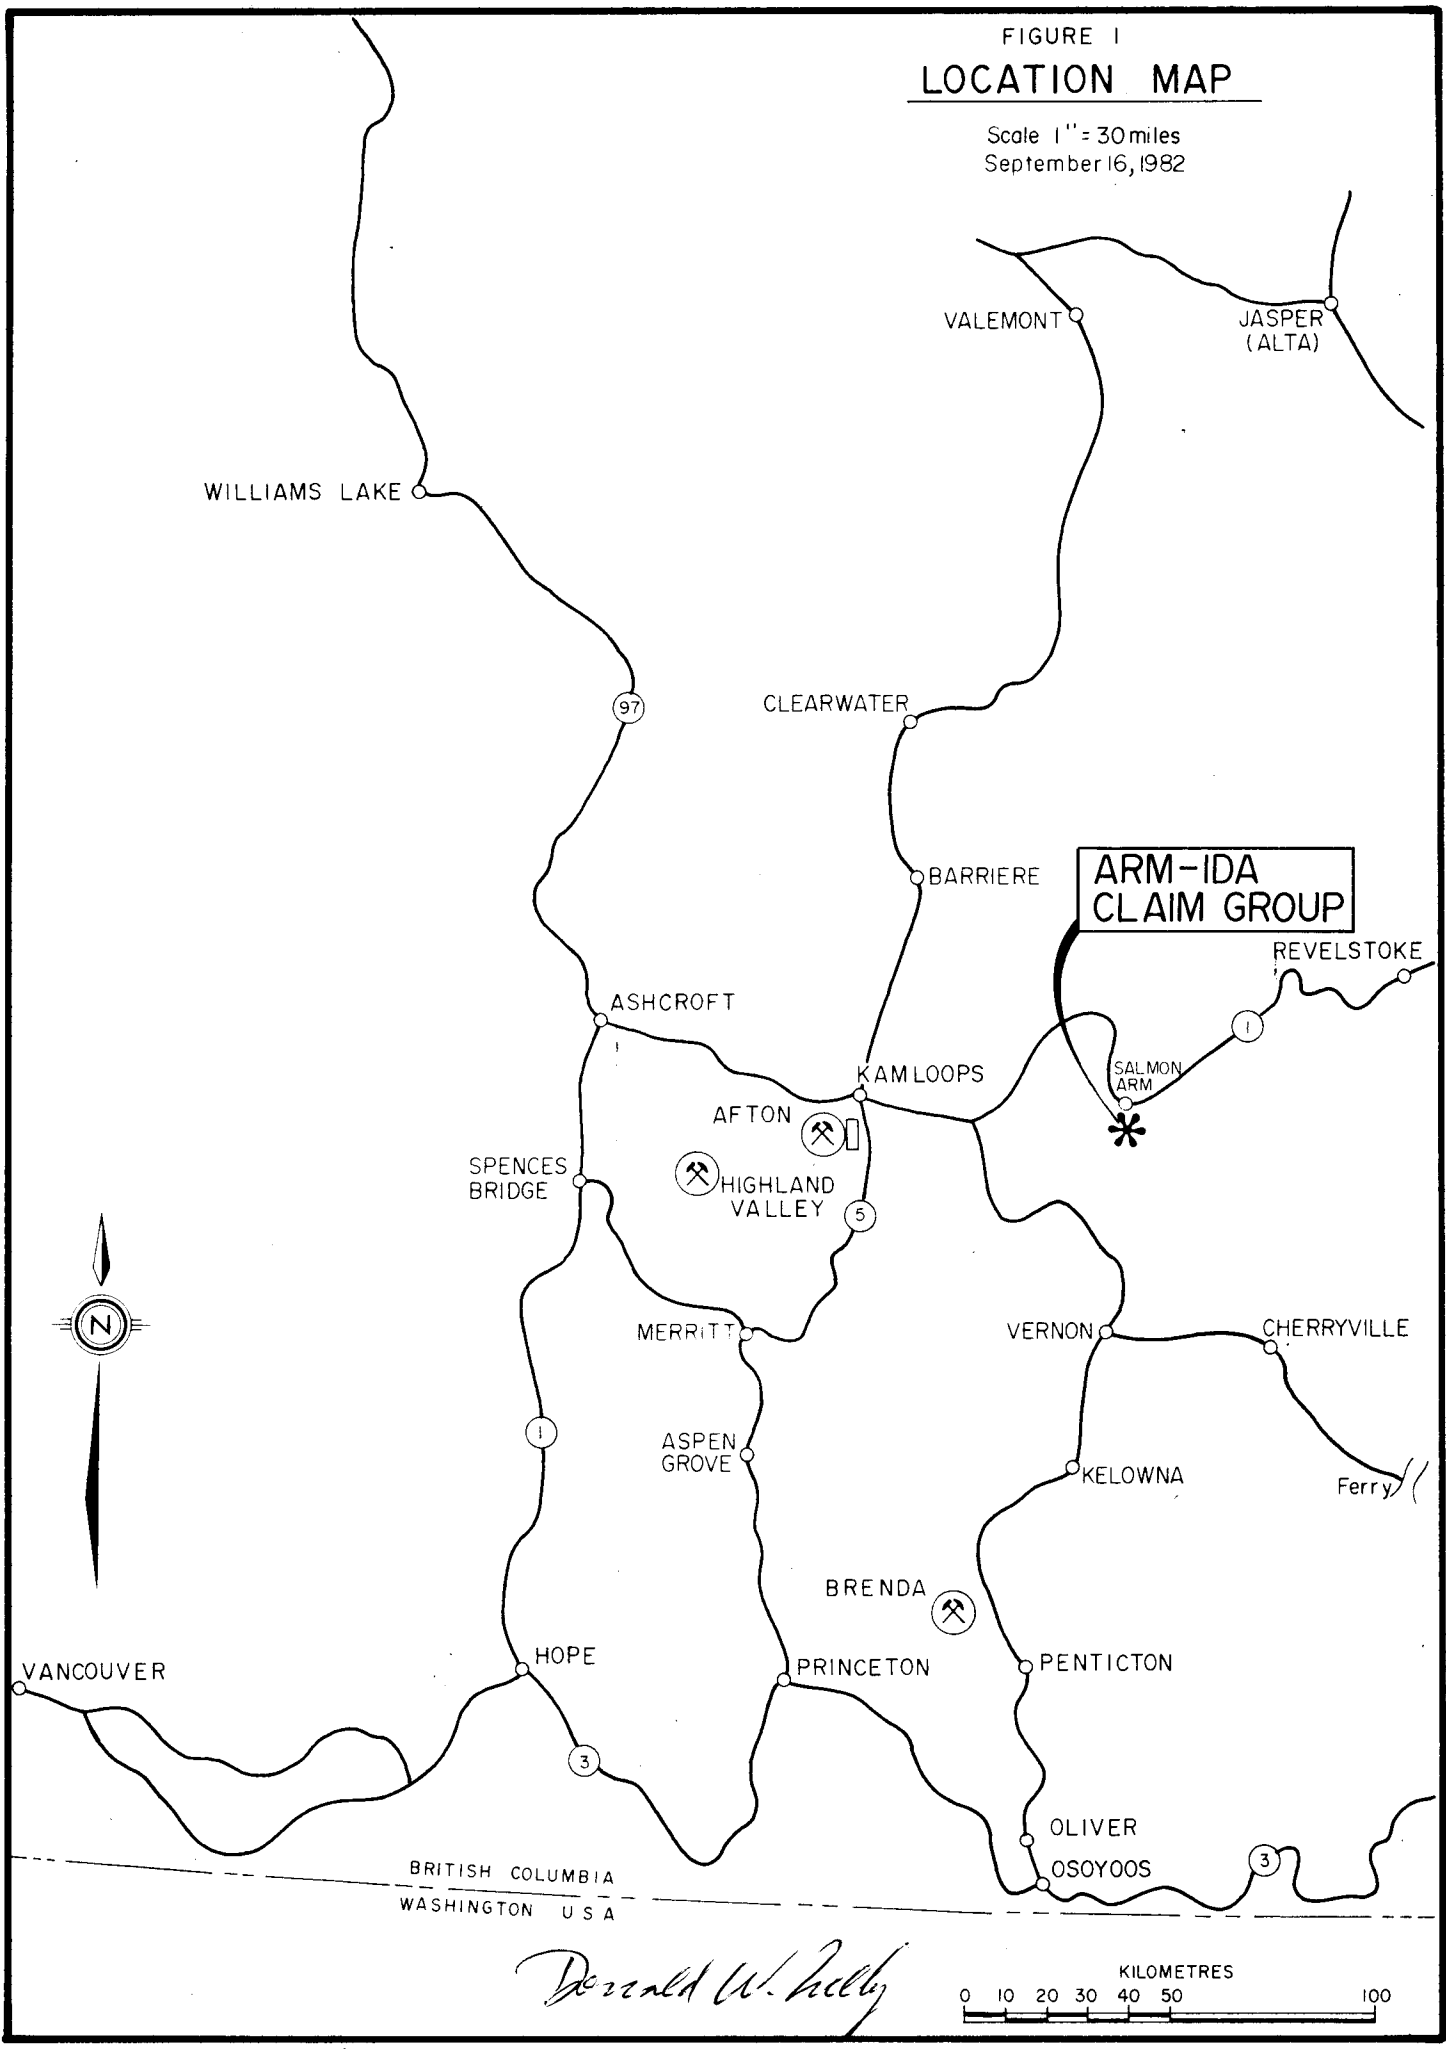 FIGURE 1
LOCATION MAP
Scale 1" = 30 miles
September 16, 1982
VALEMONT
JASPER
(ALTA)
WILLIAMS LAKE
97
CLEARWATER
BARRIERE
ARM-IDA
CLAIM GROUP
REVELSTOKE
1
ASHCROFT
1
KAMLOOPS
SALMON
ARM
AFTON
SPENCES
BRIDGE
HIGHLAND
VALLEY
5
N
MERRITT
VERNON
CHERRYVILLE
1
ASPEN
GROVE
KELOWNA
Ferry
BRENDA
HOPE
PRINCETON
PENTICTON
VANCOUVER
3
OLIVER
OSOYOOS
3
BRITISH COLUMBIA
WASHINGTON USA
Donald W.
KILOMETRES
0 10 20 30 40 50 100